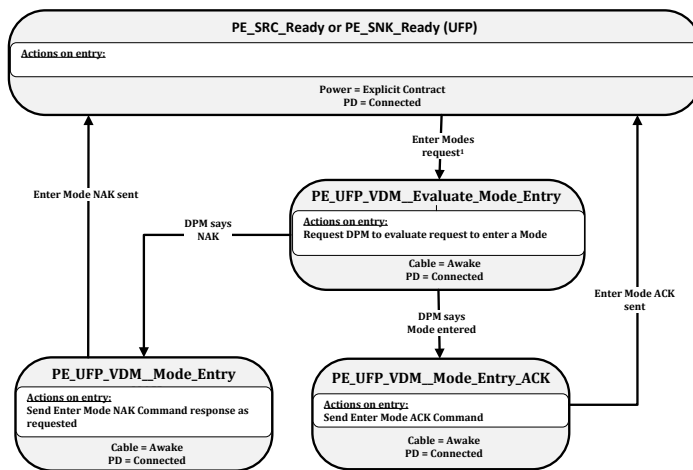 PE_SRC_Ready or PE_SNK_Ready (UFP)
Actions on entry:
Power = Explicit Contract
PD = Connected
Enter Modes
request¹
Enter Mode NAK sent
PE_UFP_VDM__Evaluate_Mode_Entry
Actions on entry:
Request DPM to evaluate request to enter a Mode
Cable = Awake
PD = Connected
DPM says
NAK
Enter Mode ACK
sent
DPM says
Mode entered
PE_UFP_VDM__Mode_Entry
Actions on entry:
Send Enter Mode NAK Command response as
requested
Cable = Awake
PD = Connected
PE_UFP_VDM__Mode_Entry_ACK
Actions on entry:
Send Enter Mode ACK Command
Cable = Awake
PD = Connected